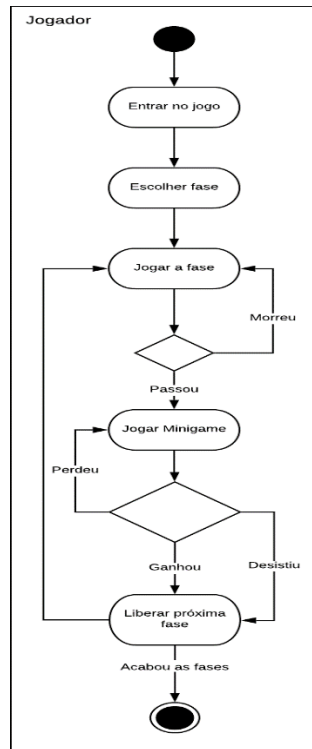 Jogador
Entrar no jogo
Escolher fase
Jogar a fase
Morreu
Passou
Jogar Minigame
Perdeu
Ganhou
Desistiu
Liberar próxima
fase
Acabou as fases